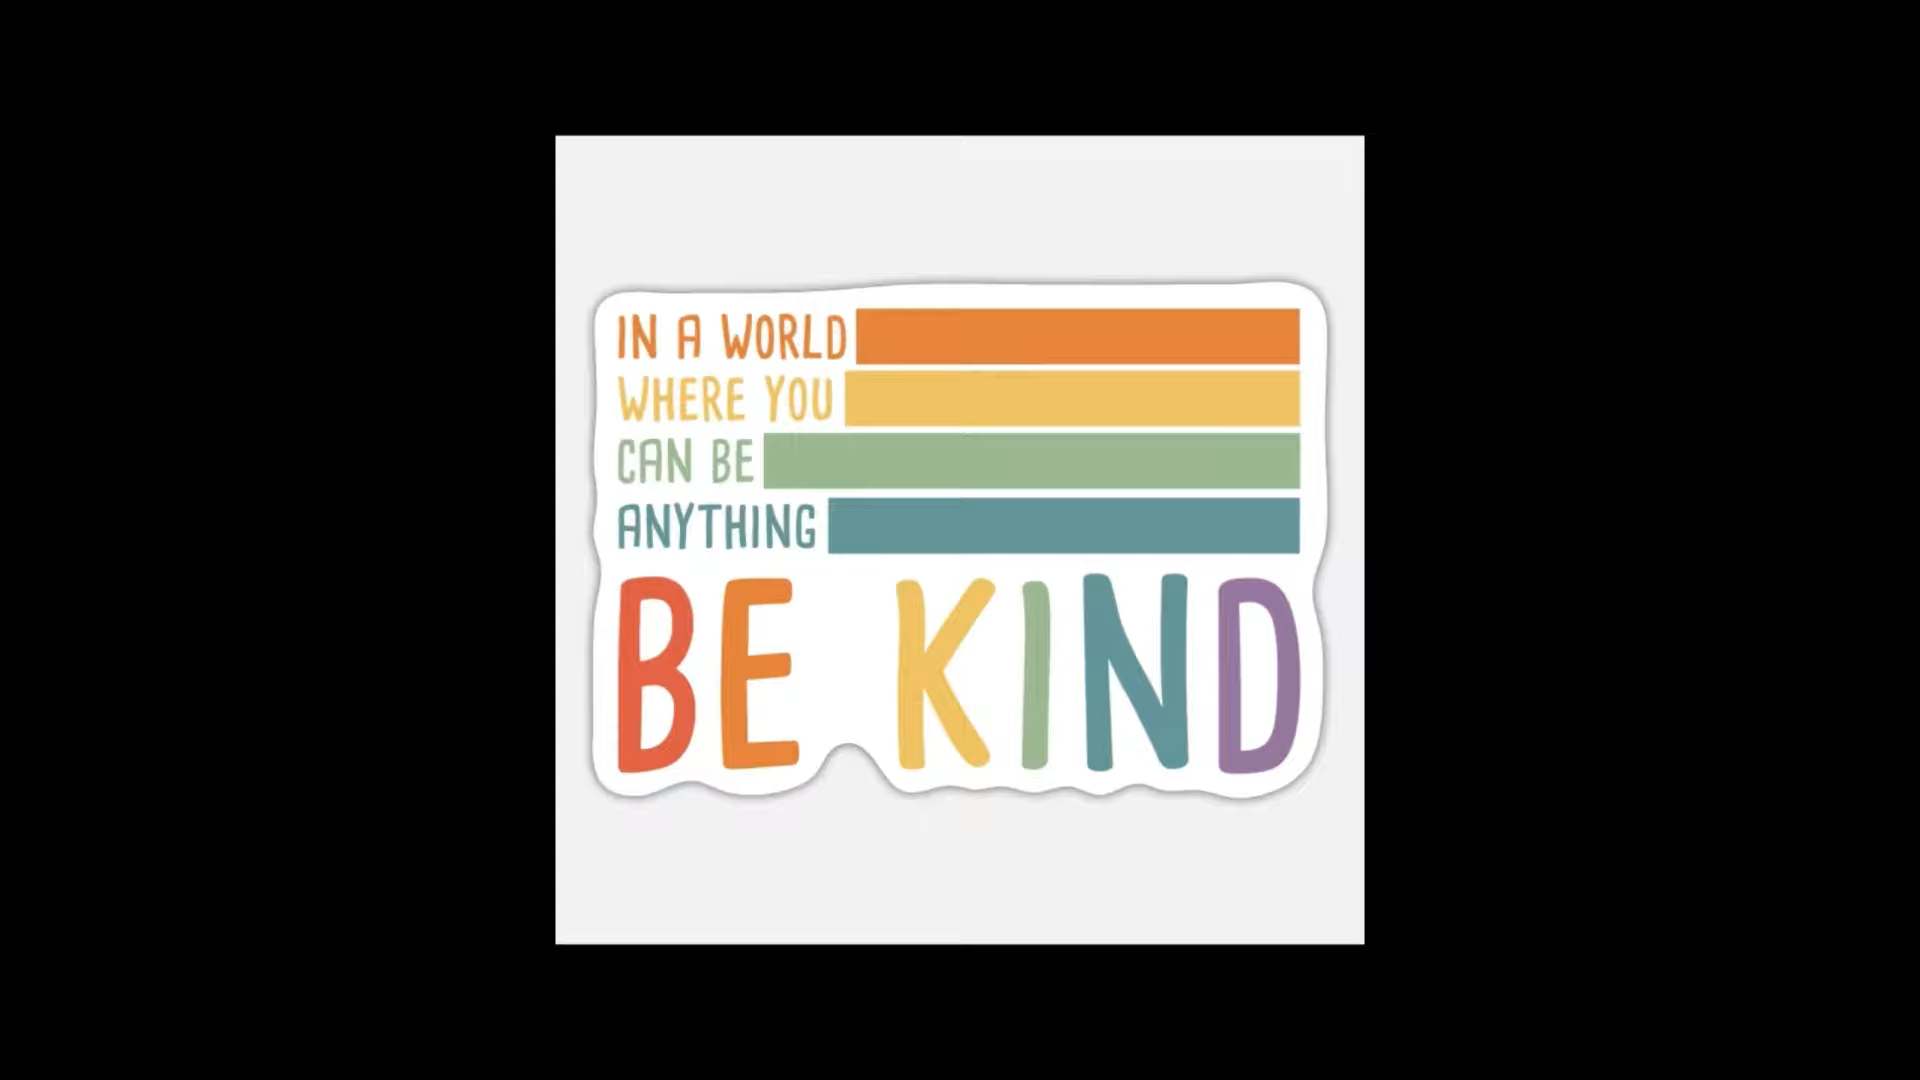 IN A WORLD
WHERE YOU
CAN BE
ANYTHING
BE KIND